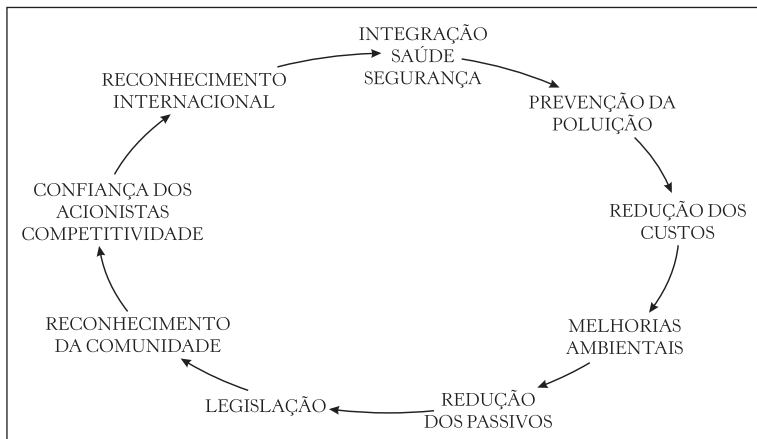 INTEGRAÇÃO
SAÚDE
SEGURANÇA
PREVENÇÃO DA
POLUIÇÃO
REDUÇÃO DOS
CUSTOS
MELHORIAS
AMBIENTAIS
REDUÇÃO
DOS PASSIVOS
LEGISLAÇÃO
RECONHECIMENTO
DA COMUNIDADE
CONFIANÇA DOS
ACIONISTAS
COMPETITIVIDADE
RECONHECIMENTO
INTERNACIONAL